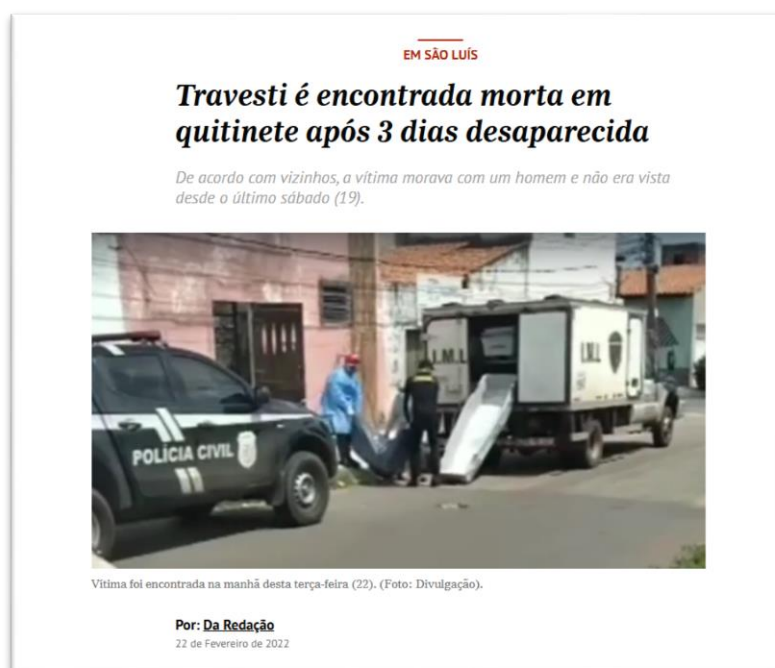 EM SÃO LUÍS
Travesti é encontrada morta em
quitinete após 3 dias desaparecida
De acordo com vizinhos, a vítima morava com um homem e não era vista
desde o último sábado (19).
I.M.L
I.M.L
POLÍCIA CIVIL
Vítima foi encontrada na manhã desta terça-feira (22). (Foto: Divulgação).
Por: Da Redação
22 de Fevereiro de 2022